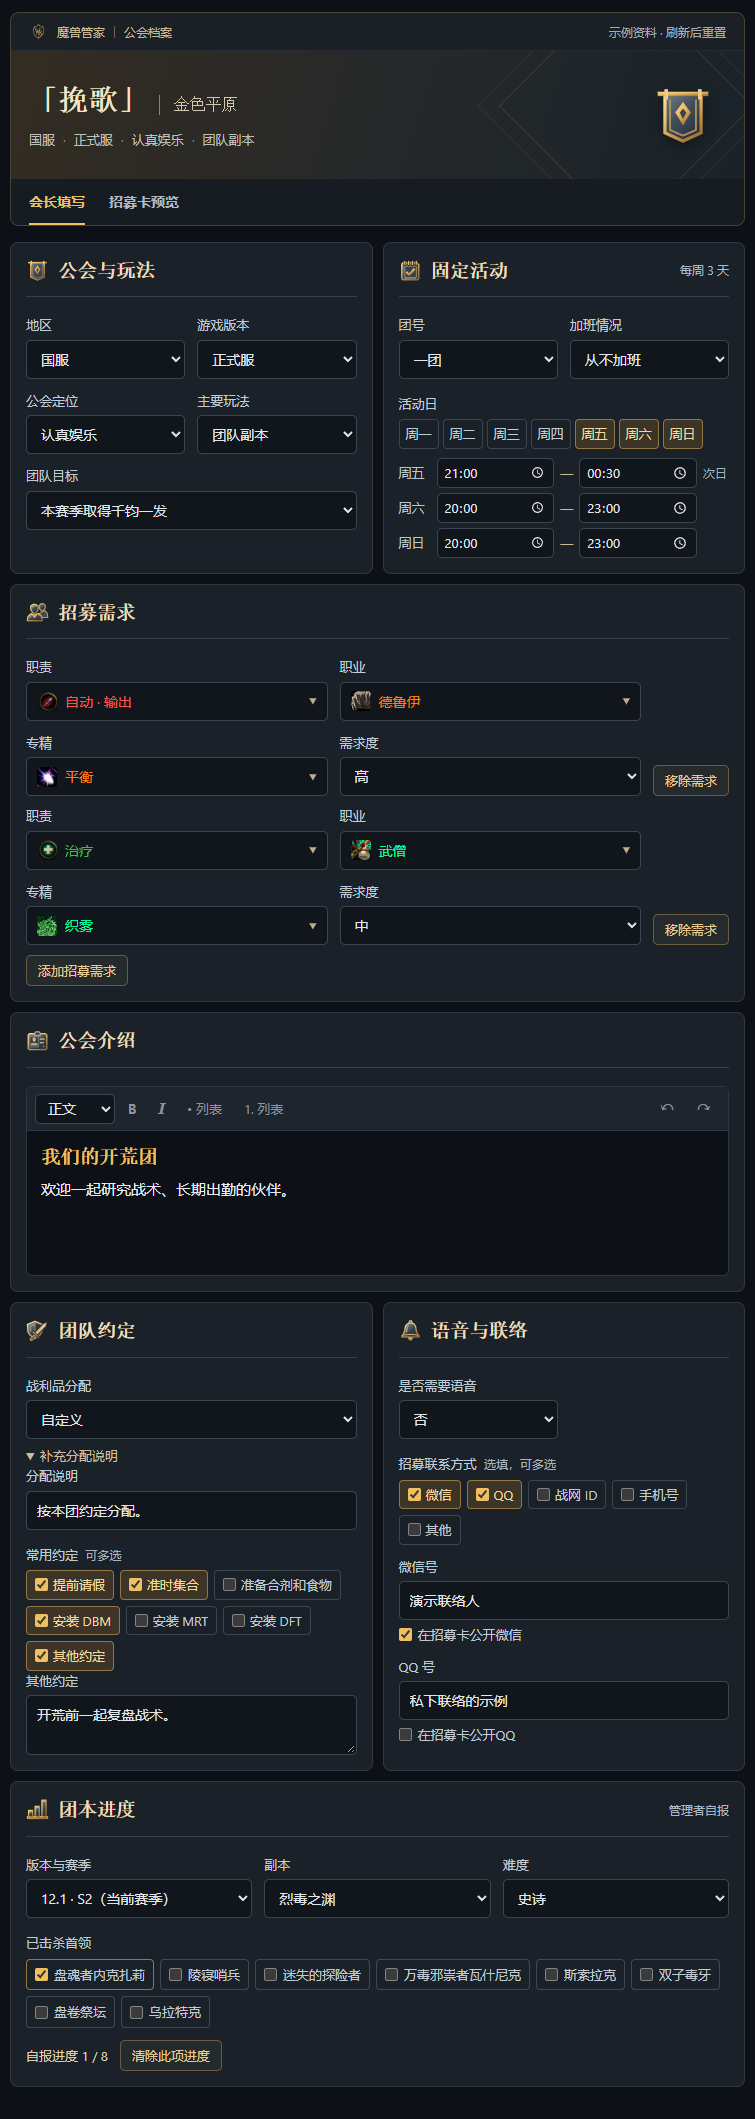 魔兽管家 | 公会档案
示例资料 · 刷新后重置
「挽歌」 | 金色平原
国服 · 正式服 · 认真娱乐 · 团队副本
会长填写 招募卡预览
公会与玩法
地区 游戏版本
国服 正式服
公会定位 主要玩法
认真娱乐 团队副本
团队目标
本赛季取得千钧一发
固定活动 每周 3 天
团号 加班情况
一团 从不加班
活动日
周一 周二 周三 周四 周五 周六 周日
周五 21:00 — 00:30 次日
周六 20:00 — 23:00
周日 20:00 — 23:00
招募需求
职责 职业
自动 · 输出 德鲁伊
专精 需求度
平衡 高 移除需求
职责 职业
治疗 武僧
专精 需求度
织雾 中 移除需求
添加招募需求
公会介绍
正文 B I • 列表 1. 列表
我们的开荒团
欢迎一起研究战术、长期出勤的伙伴。
团队约定
战利品分配
自定义
▼ 补充分配说明
分配说明
按本团约定分配。
常用约定 可多选
提前请假 准时集合 准备合剂和食物
安装 DBM 安装 MRT 安装 DFT
其他约定
其他约定
开荒前一起复盘战术。
语音与联络
是否需要语音
否
招募联系方式 选填，可多选
微信 QQ 战网 ID 手机号
其他
微信号
演示联络人
在招募卡公开微信
QQ 号
私下联络的示例
在招募卡公开QQ
团本进度 管理者自报
版本与赛季 副本 难度
12.1 · S2（当前赛季） 烈毒之渊 史诗
已击杀首领
盘魂者内克扎莉 陵寝哨兵 迷失的探险者 万毒邪祟者瓦什尼克 斯索拉克 双子毒牙
盘卷祭坛 乌拉特克
自报进度 1 / 8 清除此项进度